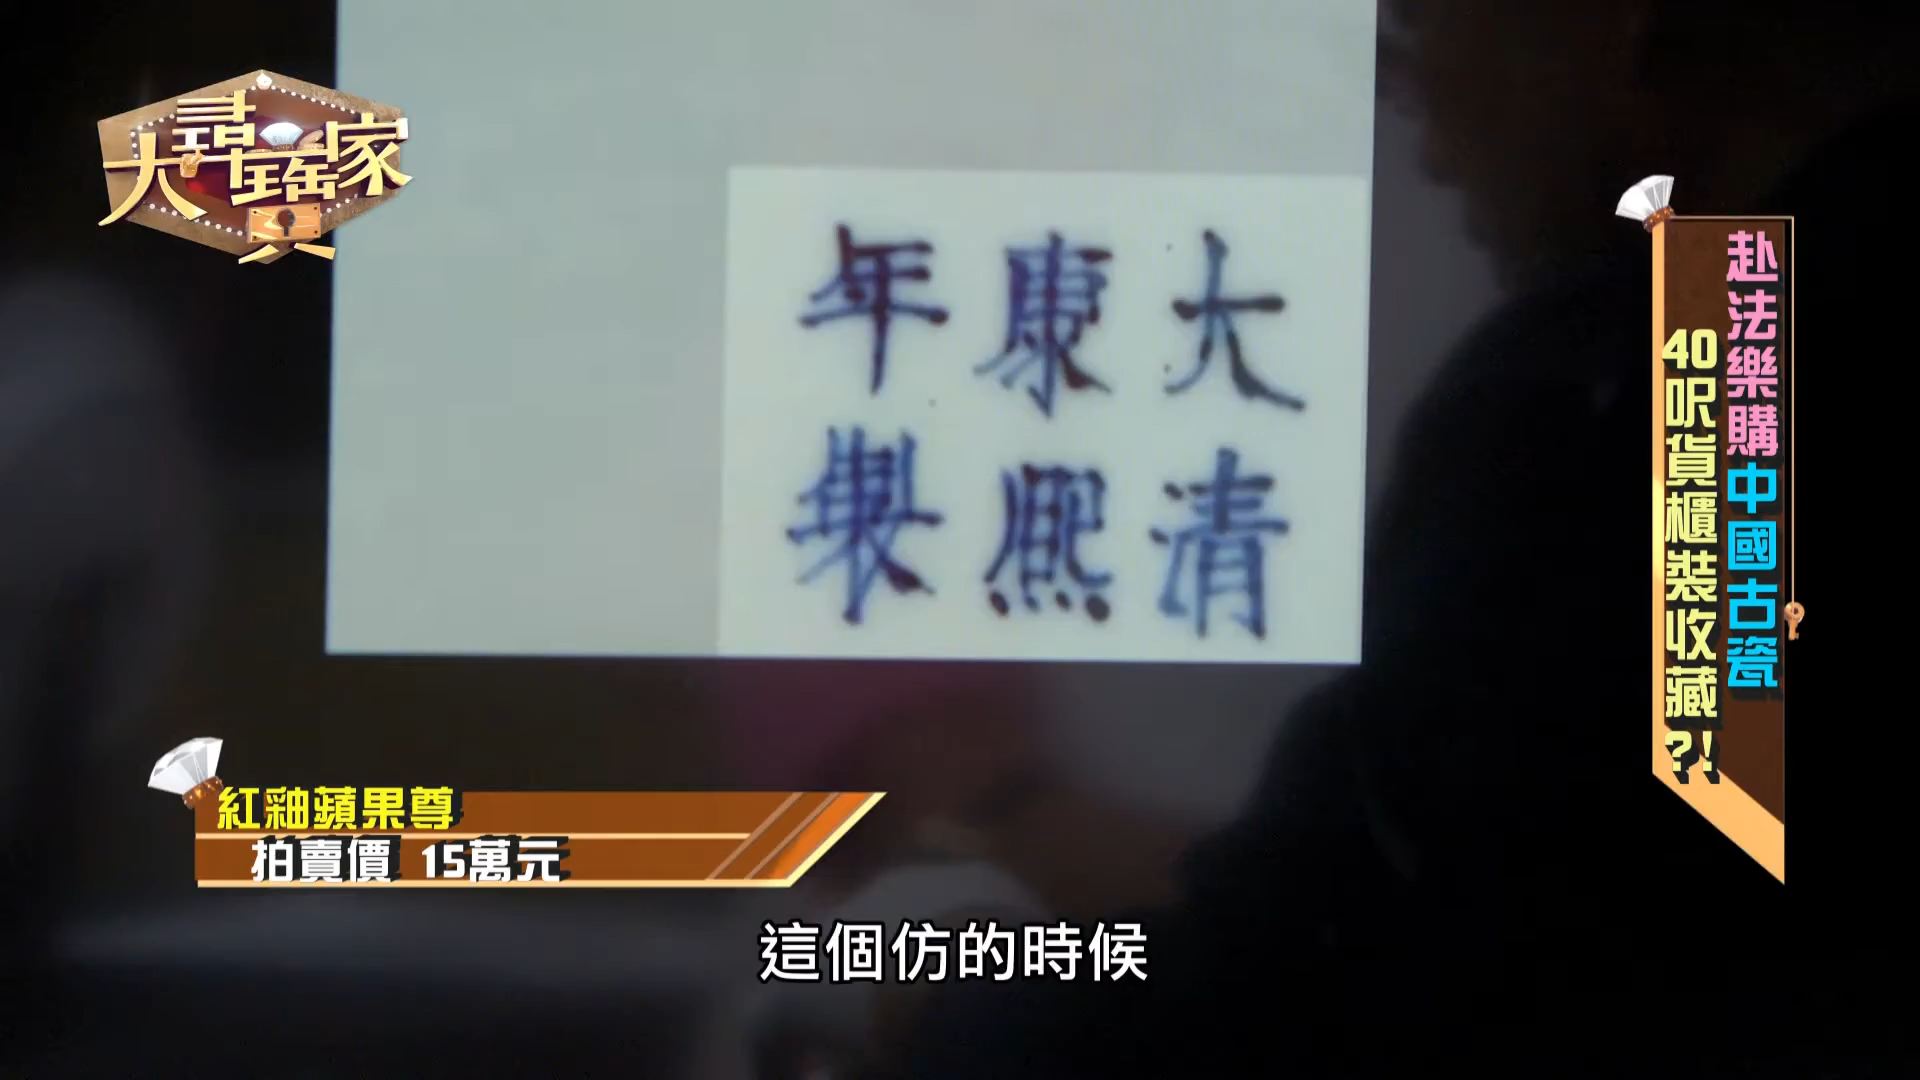 大尋寶家
大清
康熙
年製
赴法樂購中國古瓷
40呎貨櫃裝收藏?!
紅釉蘋果尊
拍賣價 15萬元
這個仿的時候